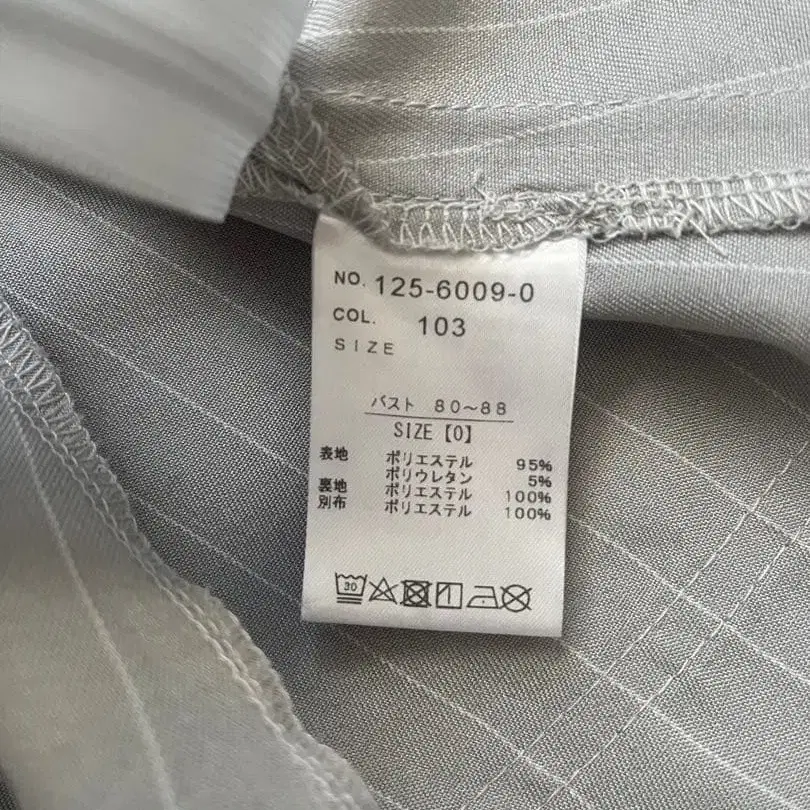 NO. 125-6009-0
COL. 103
SIZE
バスト 80~88
SIZE【0】
表地 ポリエステル 95%
ポリウレタン 5%
裏地 ポリエステル 100%
別布 ポリエステル 100%
30